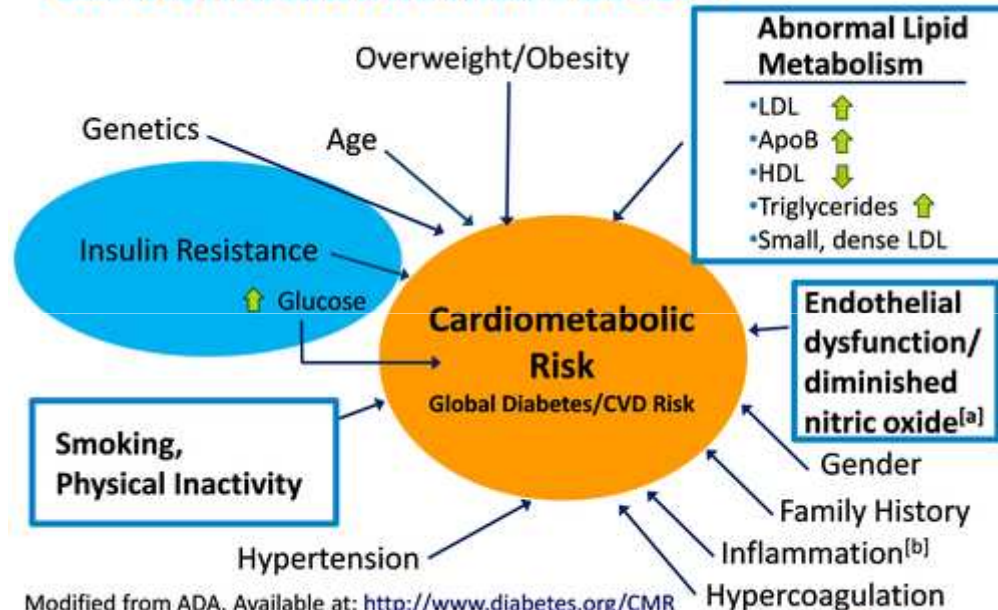 Overweight/Obesity
Genetics
Age
Abnormal Lipid
Metabolism
•LDL
•ApoB
•HDL
•Triglycerides
•Small, dense LDL
Insulin Resistance
Glucose
Cardiometabolic
Risk
Global Diabetes/CVD Risk
Endothelial
dysfunction/
diminished
nitric oxide[a]
Smoking,
Physical Inactivity
Gender
Family History
Inflammation[b]
Hypercoagulation
Hypertension
Modified from ADA. Available at: http://www.diabetes.org/CMR